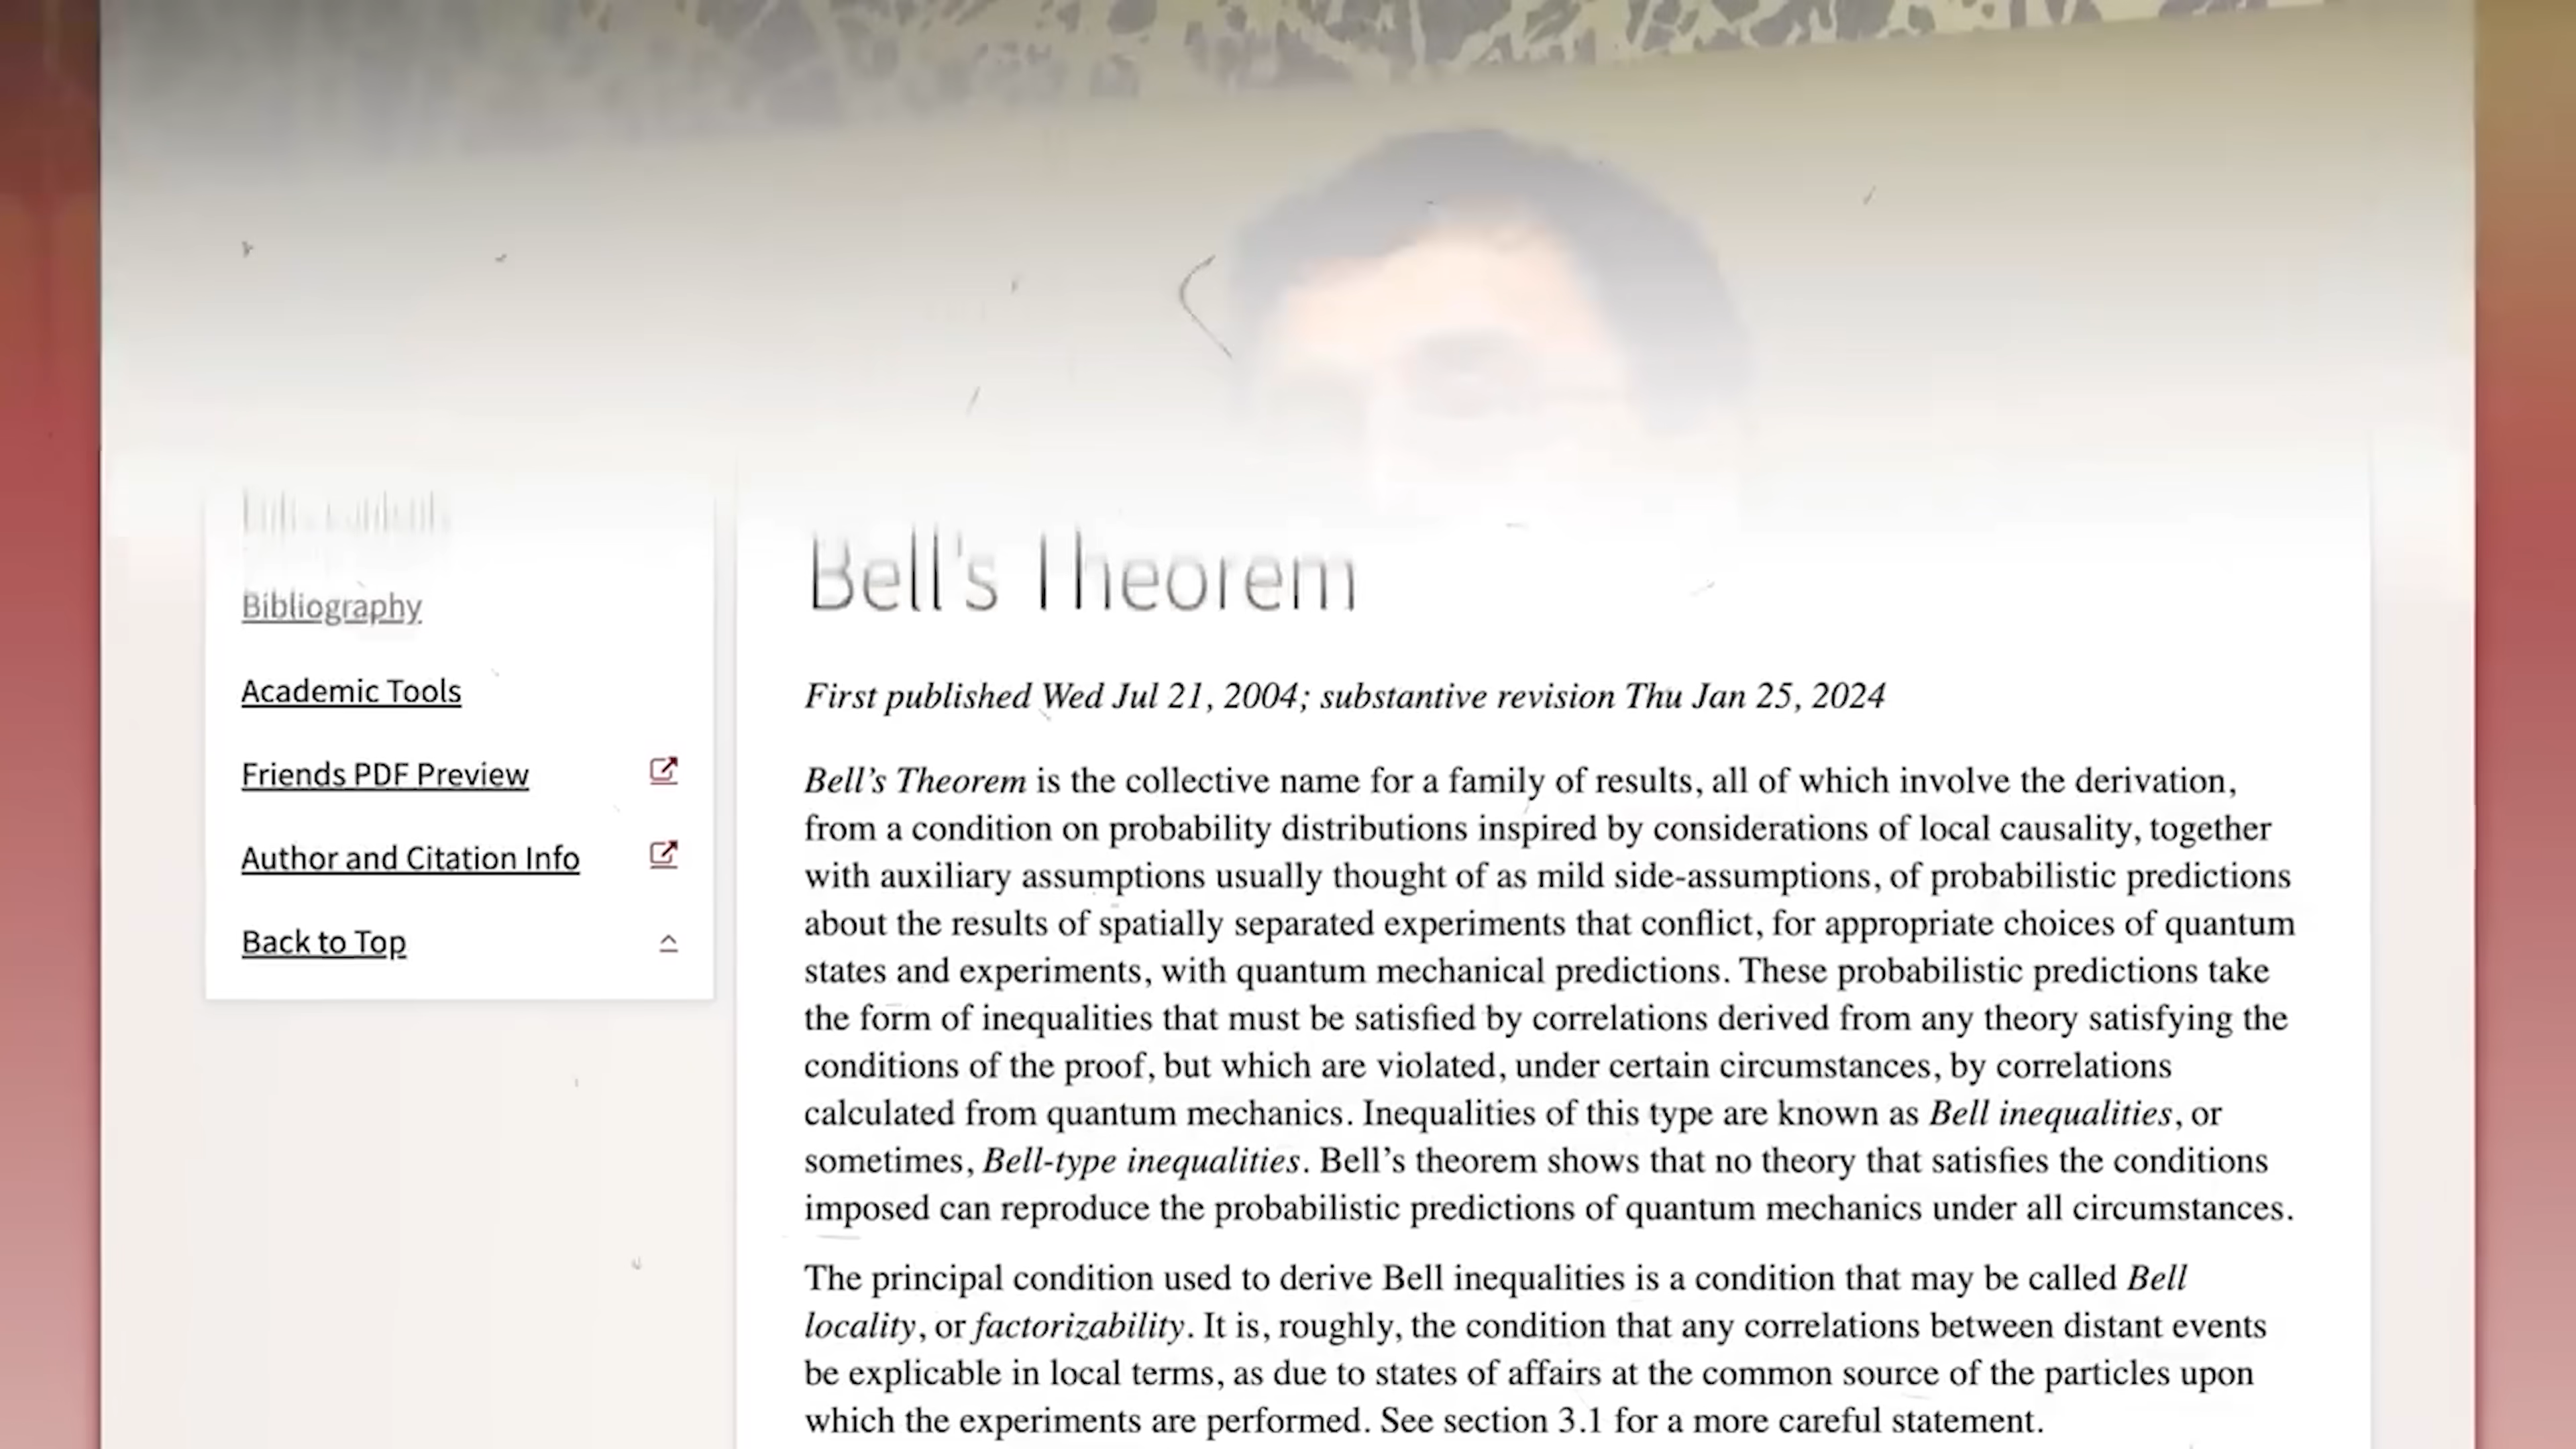 Bibliography
Academic Tools
Friends PDF Preview
Author and Citation Info
Back to Top
Bell's Theorem
First published Wed Jul 21, 2004; substantive revision Thu Jan 25, 2024
Bell’s Theorem is the collective name for a family of results, all of which involve the derivation,
from a condition on probability distributions inspired by considerations of local causality, together
with auxiliary assumptions usually thought of as mild side-assumptions, of probabilistic predictions
about the results of spatially separated experiments that conflict, for appropriate choices of quantum
states and experiments, with quantum mechanical predictions. These probabilistic predictions take
the form of inequalities that must be satisfied by correlations derived from any theory satisfying the
conditions of the proof, but which are violated, under certain circumstances, by correlations
calculated from quantum mechanics. Inequalities of this type are known as Bell inequalities, or
sometimes, Bell-type inequalities. Bell’s theorem shows that no theory that satisfies the conditions
imposed can reproduce the probabilistic predictions of quantum mechanics under all circumstances.
The principal condition used to derive Bell inequalities is a condition that may be called Bell
locality, or factorizability. It is, roughly, the condition that any correlations between distant events
be explicable in local terms, as due to states of affairs at the common source of the particles upon
which the experiments are performed. See section 3.1 for a more careful statement.